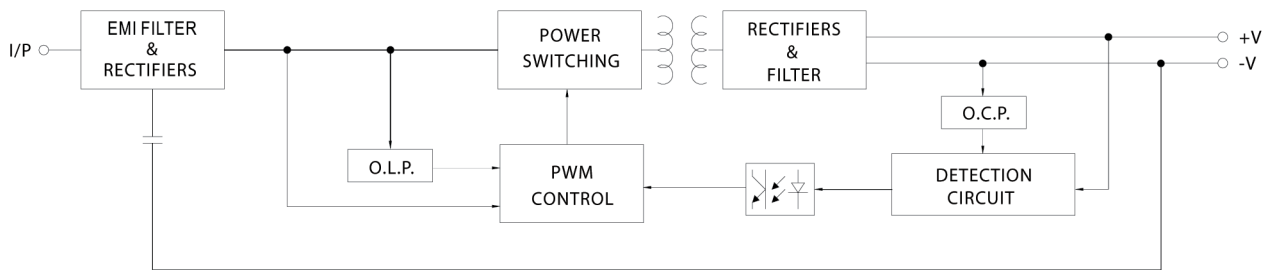 I/P
EMI FILTER
&
RECTIFIERS
POWER
SWITCHING
RECTIFIERS
&
FILTER
+V
-V
O.C.P.
O.L.P.
PWM
CONTROL
DETECTION
CIRCUIT